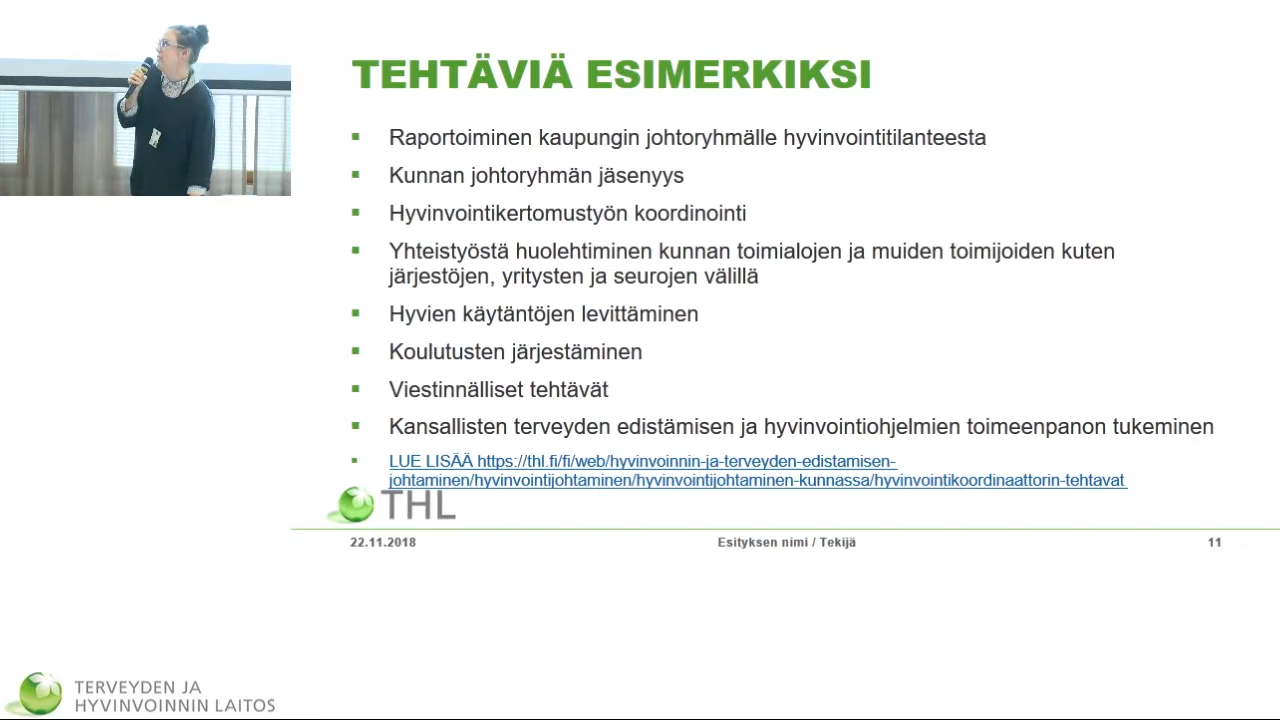 TEHTÄVIÄ ESIMERKIKSI
Raportoiminen kaupungin johtoryhmälle hyvinvointitilanteesta
Kunnan johtoryhmän jäsenyys
Hyvinvointikertomustyön koordinointi
Yhteistyöstä huolehtiminen kunnan toimialojen ja muiden toimijoiden kuten
järjestöjen, yritysten ja seurojen välillä
Hyvien käytäntöjen levittäminen
Koulutusten järjestäminen
Viestinnälliset tehtävät
Kansallisten terveyden edistämisen ja hyvinvointiohjelmien toimeenpanon tukeminen
LUE LISÄÄ https://thl.fi/fi/web/hyvinvoinnin-ja-terveyden-edistamisen-
johtaminen/hyvinvointijohtaminen/hyvinvointijohtaminen-kunnassa/hyvinvointikoordinaattorin-tehtavat
THL
22.11.2018 Esityksen nimi / Tekijä 11
TERVEYDEN JA
HYVINVOINNIN LAITOS